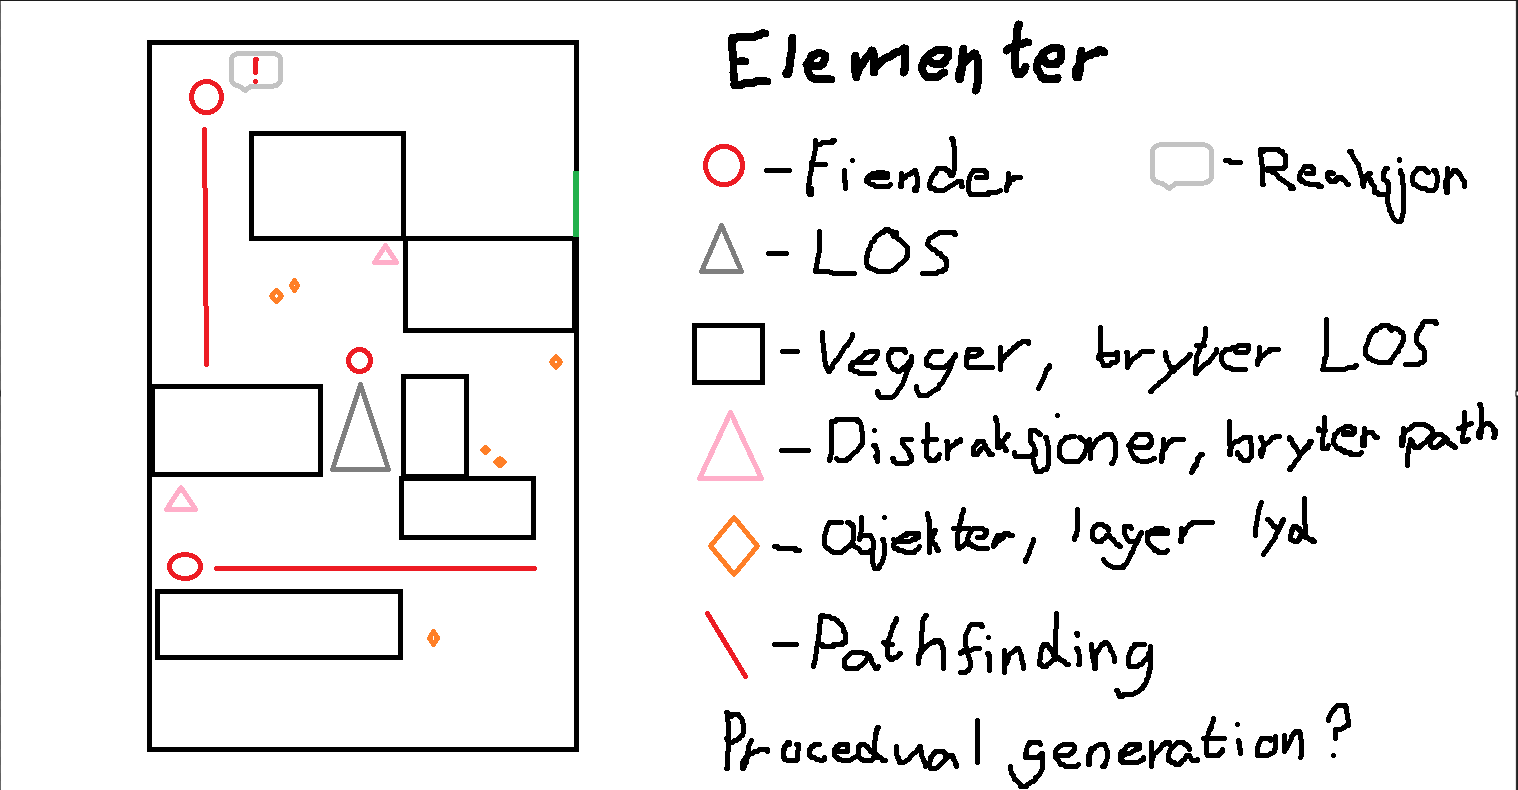 !
Elementer
- Fiender
- Reaksjon
- LOS
- Vegger, bryter LOS
- Distraksjoner, bryter path
- Objekter, lager lyd
- Pathfinding
Procedual generation?